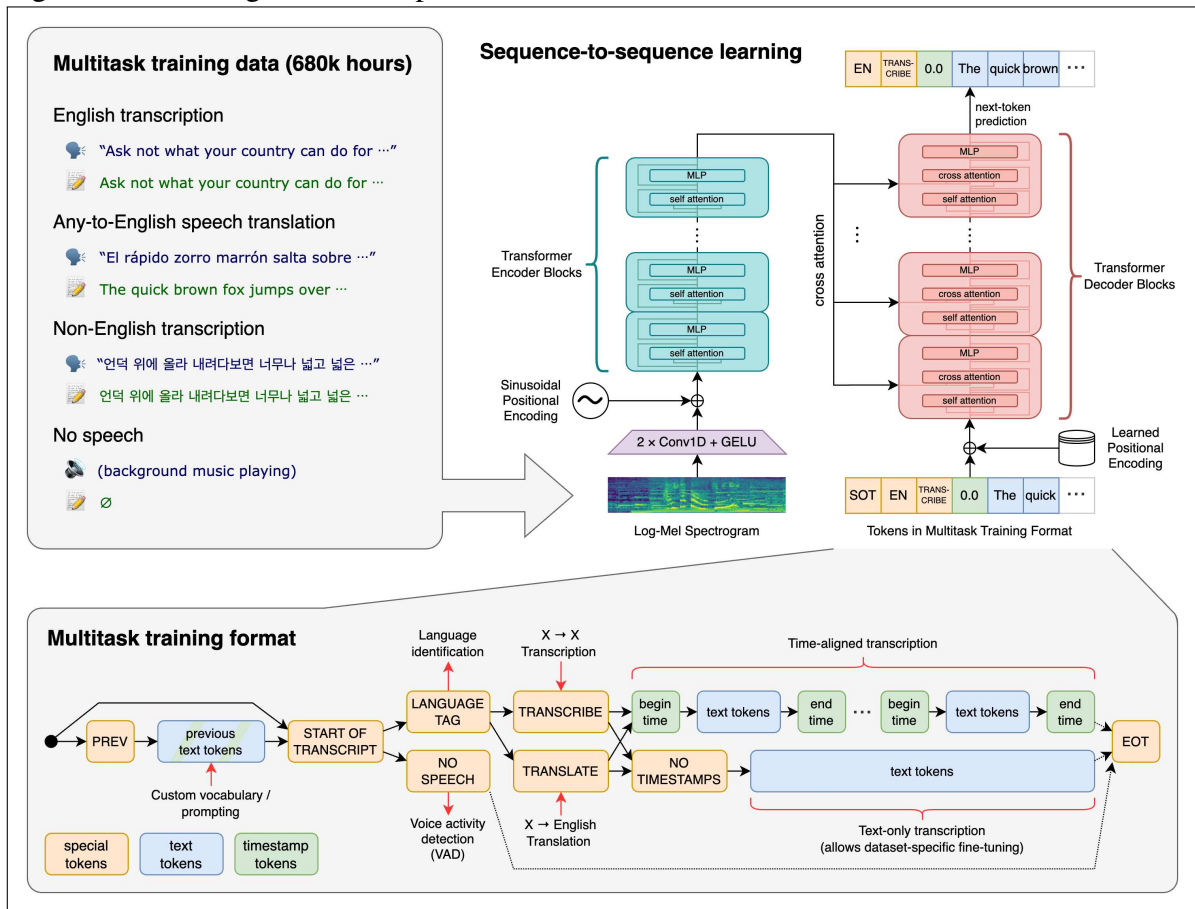 Multitask training data (680k hours)
English transcription
“Ask not what your country can do for ⋯”
Ask not what your country can do for ⋯
Any-to-English speech translation
“El rápido zorro marrón salta sobre ⋯”
The quick brown fox jumps over ⋯
Non-English transcription
“언덕 위에 올라 내려다보면 너무나 넓고 넓은 ⋯”
언덕 위에 올라 내려다보면 너무나 넓고 넓은 ⋯
No speech
(background music playing)
∅
Sequence-to-sequence learning
EN TRANS-CRIBE 0.0 The quick brown ⋯
next-token
prediction
MLP
self attention
MLP
self attention
MLP
self attention
Transformer
Encoder Blocks
cross attention
MLP
cross attention
self attention
MLP
cross attention
self attention
MLP
cross attention
self attention
Transformer
Decoder Blocks
Sinusoidal
Positional
Encoding
2 × Conv1D + GELU
Log-Mel Spectrogram
Learned
Positional
Encoding
SOT EN TRANS-CRIBE 0.0 The quick ⋯
Tokens in Multitask Training Format
Multitask training format
Language
identification
X → X
Transcription
Time-aligned transcription
PREV
previous
text tokens
Custom vocabulary /
prompting
START OF
TRANSCRIPT
LANGUAGE
TAG
NO
SPEECH
Voice activity
detection
(VAD)
TRANSCRIBE
TRANSLATE
X → English
Translation
begin
time
text tokens
end
time
⋯
begin
time
text tokens
end
time
NO
TIMESTAMPS
text tokens
EOT
Text-only transcription
(allows dataset-specific fine-tuning)
special
tokens
text
tokens
timestamp
tokens